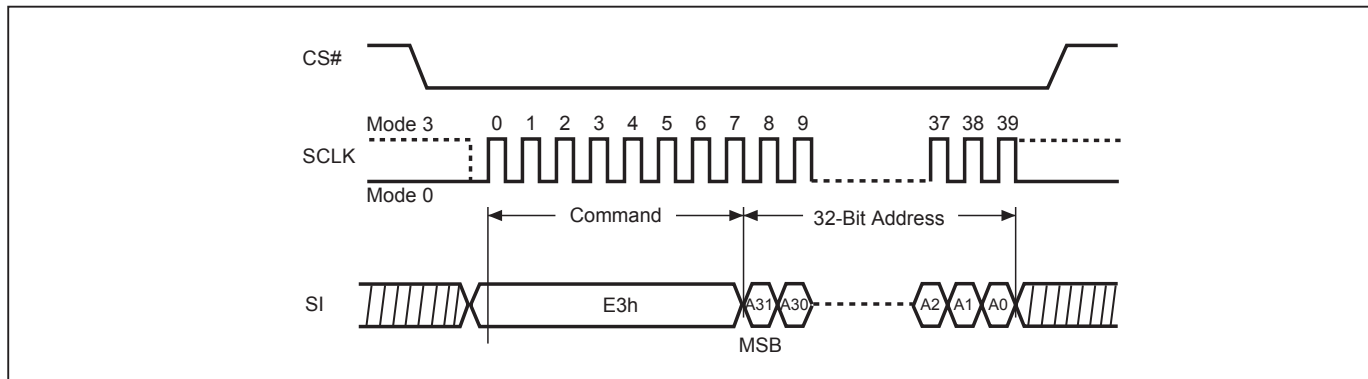 CS#
Mode 3 0 1 2 3 4 5 6 7 8 9 37 38 39
SCLK
Mode 0
Command 32-Bit Address
SI E3h A31 A30 A2 A1 A0
MSB